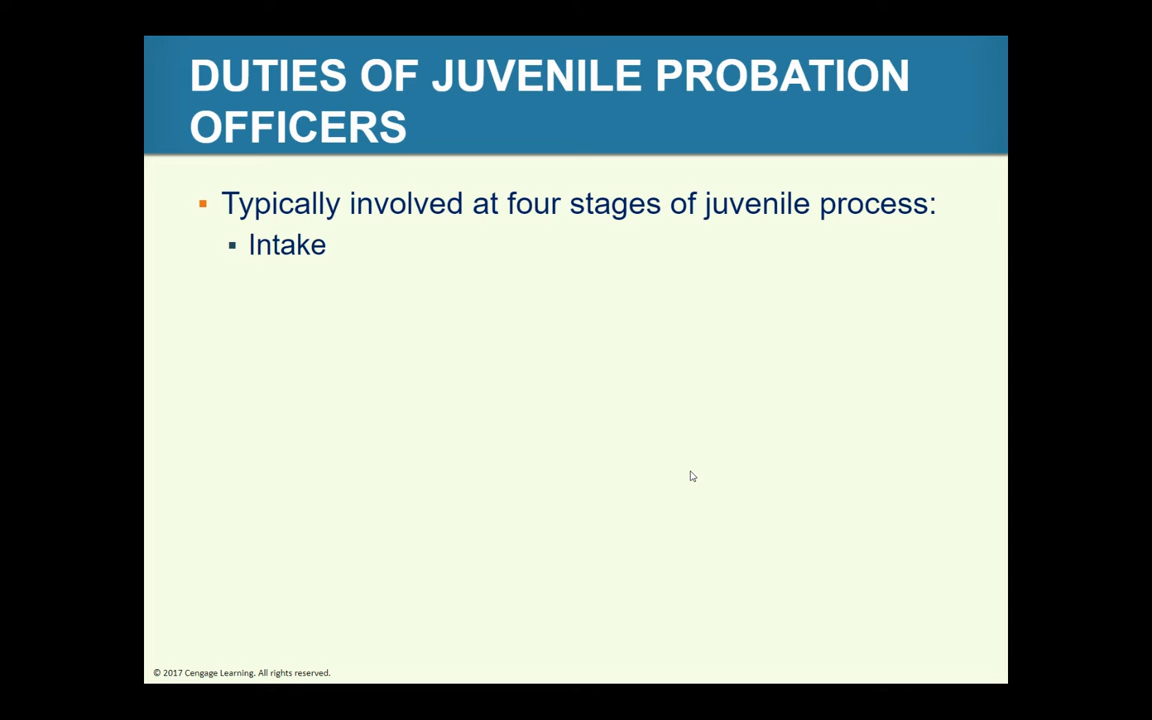 DUTIES OF JUVENILE PROBATION
OFFICERS
Typically involved at four stages of juvenile process:
Intake
© 2017 Cengage Learning. All rights reserved.